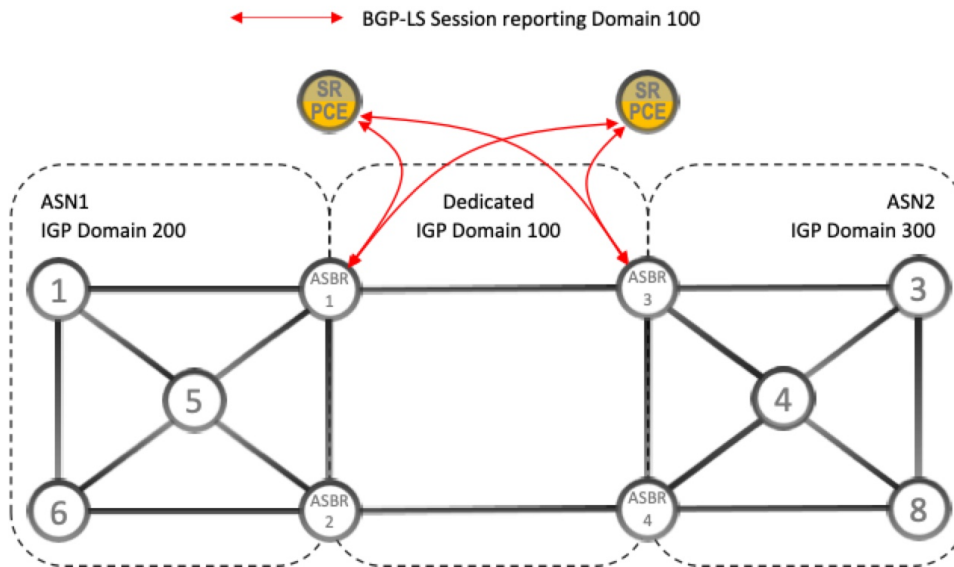 BGP-LS Session reporting Domain 100
SR
PCE
SR
PCE
ASN1
IGP Domain 200
Dedicated
IGP Domain 100
ASN2
IGP Domain 300
1
ASBR
1
ASBR
3
3
5
4
6
ASBR
2
ASBR
4
8